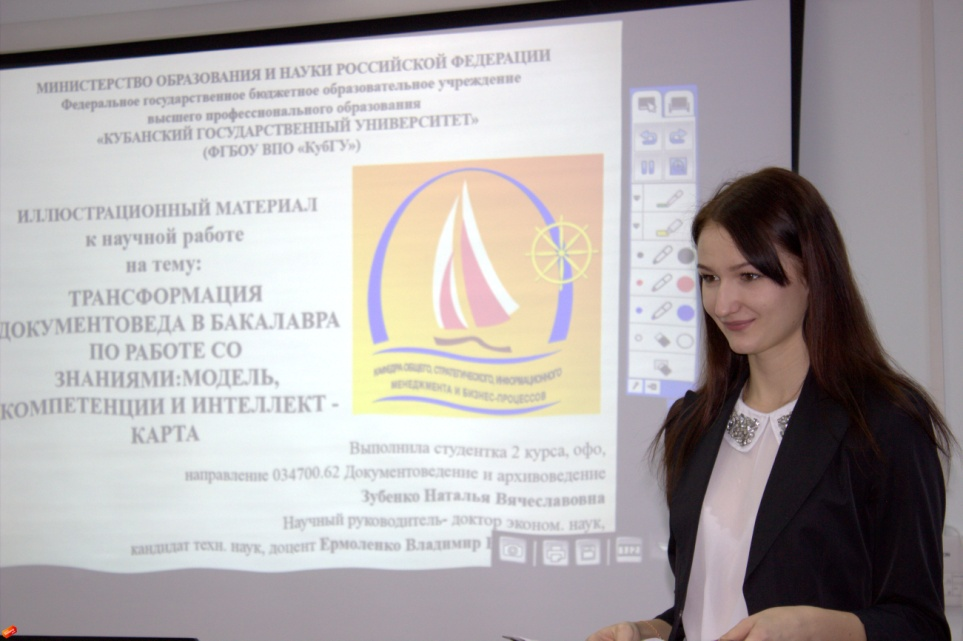 МИНИСТЕРСТВО ОБРАЗОВАНИЯ И НАУКИ РОССИЙСКОЙ ФЕДЕРАЦИИ
Федеральное государственное бюджетное образовательное учреждение
высшего профессионального образования
«КУБАНСКИЙ ГОСУДАРСТВЕННЫЙ УНИВЕРСИТЕТ»
(ФГБОУ ВПО «КубГУ»)
ИЛЛЮСТРАЦИОННЫЙ МАТЕРИАЛ
к научной работе
на тему:
ТРАНСФОРМАЦИЯ
ДОКУМЕНТОВЕДА В БАКАЛАВРА
ПО РАБОТЕ СО
ЗНАНИЯМИ:МОДЕЛЬ,
КОМПЕТЕНЦИИ И ИНТЕЛЛЕКТ -
КАРТА
КАФЕДРА ОБЩЕГО, СТРАТЕГИЧЕСКОГО, ИНФОРМАЦИОННОГО
МЕНЕДЖМЕНТА И БИЗНЕС-ПРОЦЕССОВ
Выполнила студентка 2 курса, офо,
направление 034700.62 Документоведение и архивоведение
Зубенко Наталья Вячеславовна
Научный руководитель- доктор эконом. наук,
кандидат техн. наук, доцент Ермоленко Владимир